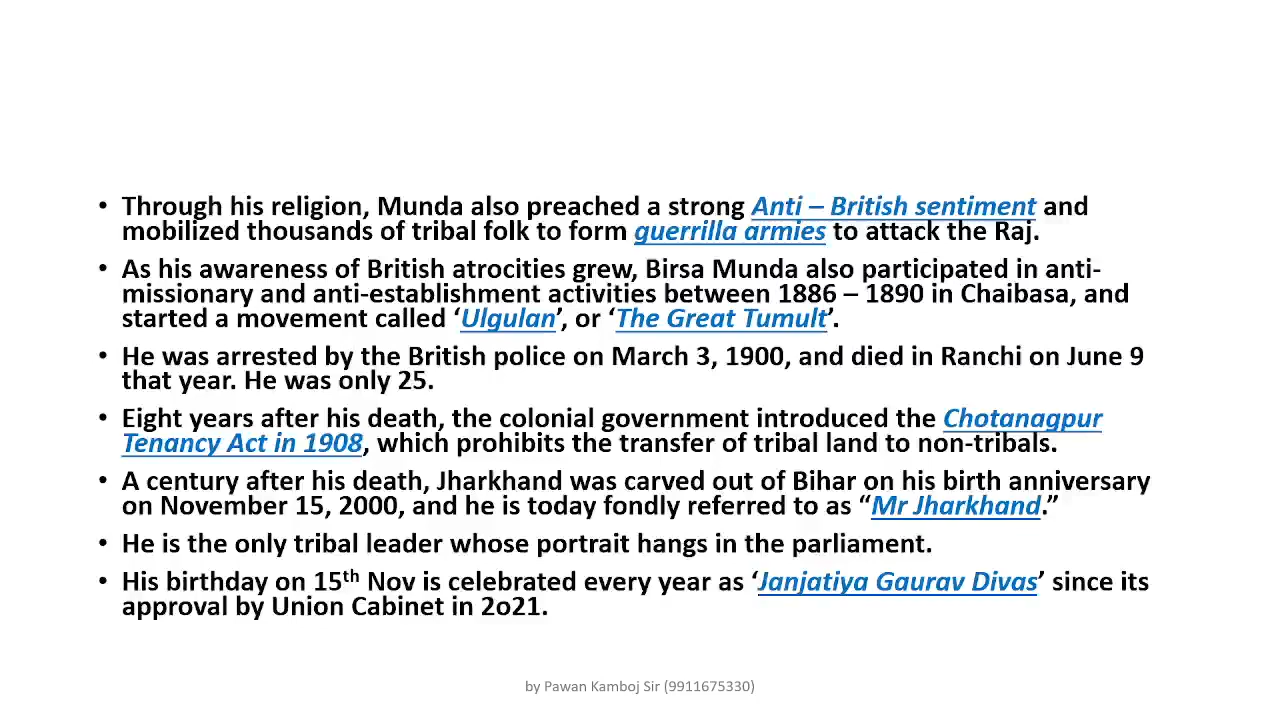 • Through his religion, Munda also preached a strong Anti – British sentiment and
mobilized thousands of tribal folk to form guerrilla armies to attack the Raj.
• As his awareness of British atrocities grew, Birsa Munda also participated in anti-
missionary and anti-establishment activities between 1886 – 1890 in Chaibasa, and
started a movement called ‘Ulgulan’, or ‘The Great Tumult’.
• He was arrested by the British police on March 3, 1900, and died in Ranchi on June 9
that year. He was only 25.
• Eight years after his death, the colonial government introduced the Chotanagpur
Tenancy Act in 1908, which prohibits the transfer of tribal land to non-tribals.
• A century after his death, Jharkhand was carved out of Bihar on his birth anniversary
on November 15, 2000, and he is today fondly referred to as “Mr Jharkhand.”
• He is the only tribal leader whose portrait hangs in the parliament.
• His birthday on 15th Nov is celebrated every year as ‘Janjatiya Gaurav Divas’ since its
approval by Union Cabinet in 2o21.
by Pawan Kamboj Sir (9911675330)